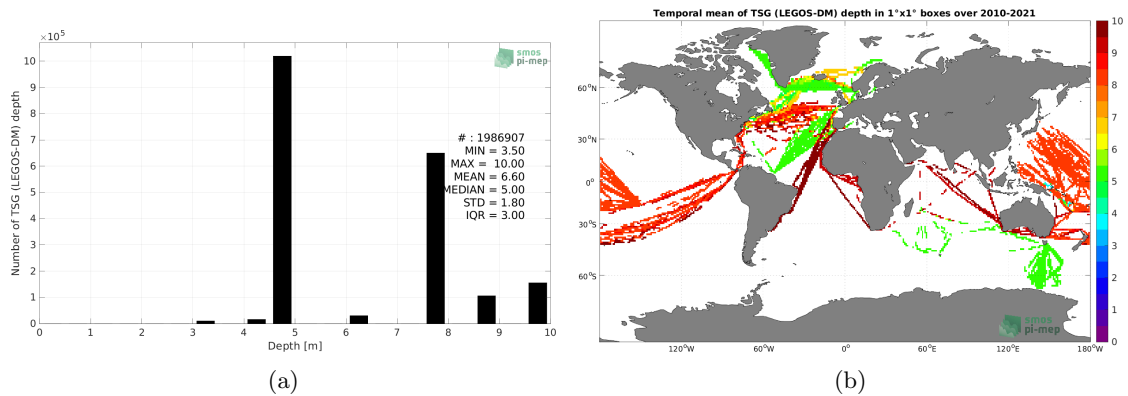 ×10⁵
smos
pi-mep
10
9
8
7
6
5
4
3
2
1
0
Number of TSG (LEGOS-DM) depth
# : 1986907
MIN = 3.50
MAX = 10.00
MEAN = 6.60
MEDIAN = 5.00
STD = 1.80
IQR = 3.00
0 1 2 3 4 5 6 7 8 9 10
Depth [m]
(a)
Temporal mean of TSG (LEGOS-DM) depth in 1°x1° boxes over 2010-2021
60°N
30°N
0°
30°S
60°S
120°W 60°W 0° 60°E 120°E 180°W
smos
pi-mep
10
9
8
7
6
5
4
3
2
1
0
(b)